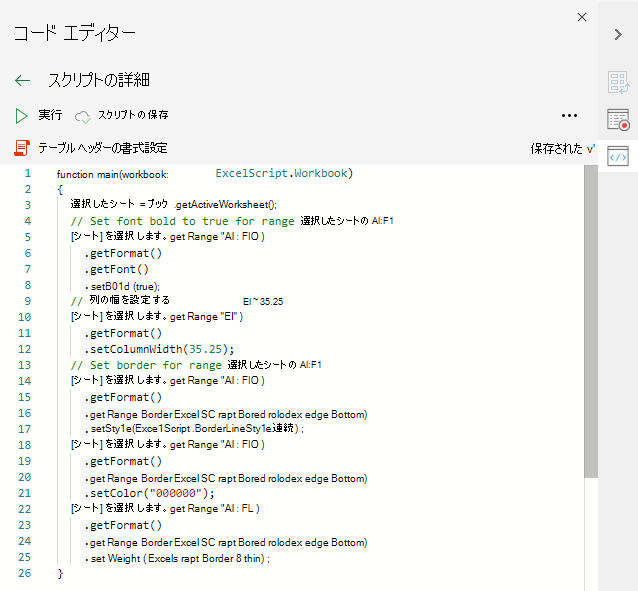 コード エディター
スクリプトの詳細
実行 スクリプトの保存
テーブルヘッダーの書式設定 保存された
1 function main(workbook: ExcelScript.Workbook)
2 {
3 選択したシート = ブック .getActiveWorksheet();
4 // Set font bold to true for range 選択したシートの AI:F1
5 [シート] を選択します。get Range "AI : FIO )
6 .getFormat()
7 .getFont()
8 . setB01d (true);
9 // 列の幅を設定する EI ~ 35.25
10 [シート] を選択します。get Range "EI" )
11 .getFormat()
12 .setColumnWidth(35.25);
13 // Set border for range 選択したシートの AI:F1
14 [シート] を選択します。get Range "AI : FIO )
15 .getFormat()
16 . get Range Border Excel SC rapt Bored rolodex edge Bottom)
17 . setSty1e(Exce1Script .BorderLineSty1e連続) ;
18 [シート] を選択します。get Range "AI : FIO )
19 .getFormat()
20 . get Range Border Excel SC rapt Bored rolodex edge Bottom)
21 .setColor("000000");
22 [シート] を選択します。get Range "AI : FL )
23 .getFormat()
24 . get Range Border Excel SC rapt Bored rolodex edge Bottom)
25 . set Weight ( Excels rapt Border 8 thin) ;
26 }